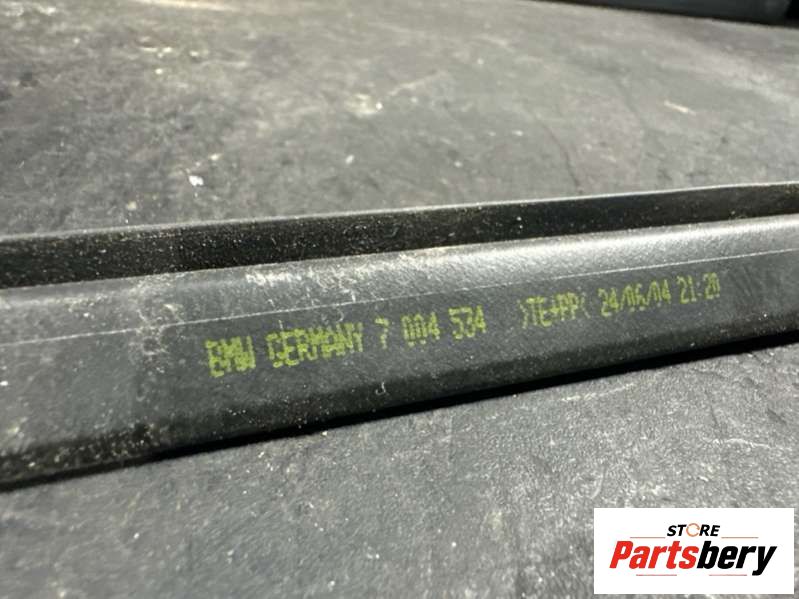 BMW GERMANY 7 004 534 >TE+PP< 24/06/04 21:20
STORE
Partsbery